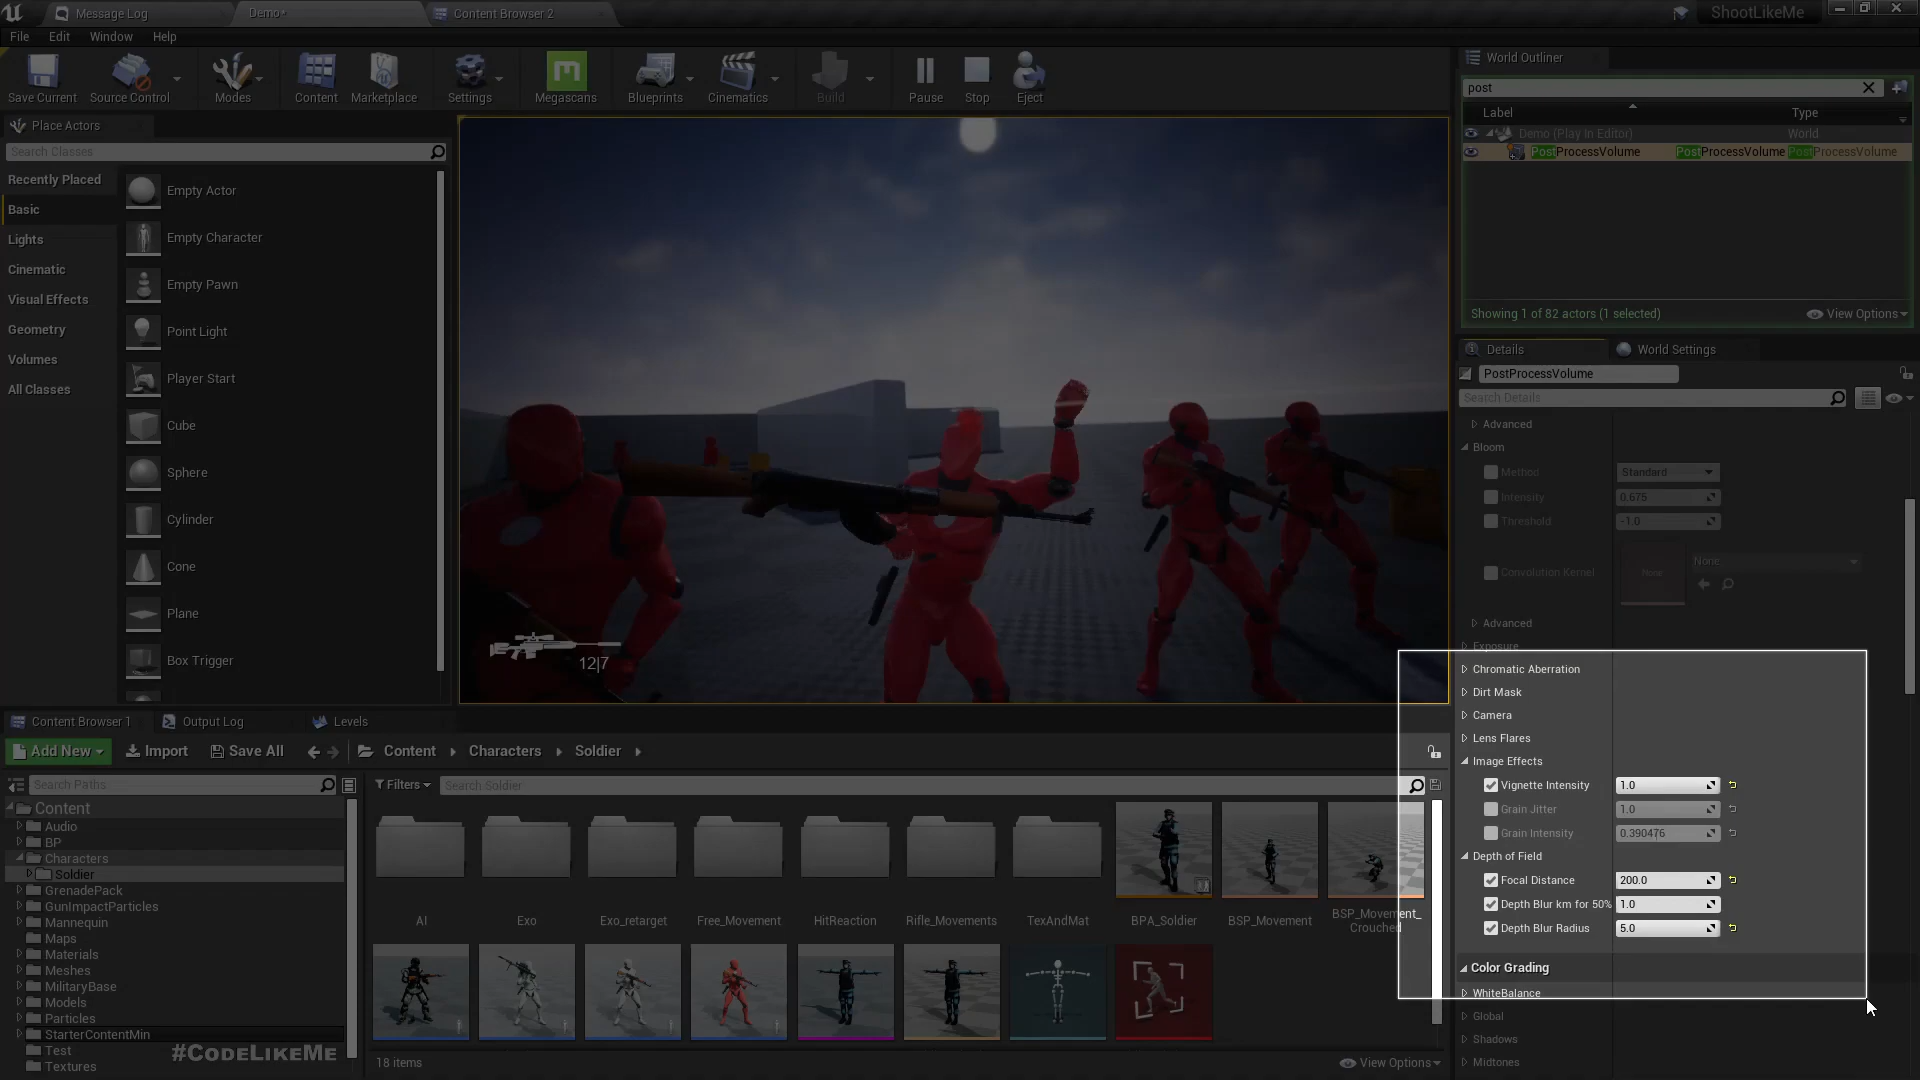 Message Log
Demo*
Content Browser 2
ShootLikeMe
File Edit Window Help
Save Current
Source Control
Modes
Content
Marketplace
Settings
Megascans
Blueprints
Cinematics
Build
Pause
Stop
Eject
Place Actors
Search Classes
Recently Placed
Basic
Lights
Cinematic
Visual Effects
Geometry
Volumes
All Classes
Empty Actor
Empty Character
Empty Pawn
Point Light
Player Start
Cube
Sphere
Cylinder
Cone
Plane
Box Trigger
12|7
World Outliner
post
Label Type
Demo (Play In Editor) World
PostProcessVolume PostProcessVolume PostProcessVolume
Showing 1 of 82 actors (1 selected)
View Options
Details
World Settings
PostProcessVolume
Search Details
Advanced
Bloom
Method Standard
Intensity 0.675
Threshold -1.0
Convolution Kernel None None
Advanced
Exposure
Chromatic Aberration
Dirt Mask
Camera
Lens Flares
Image Effects
Vignette Intensity 1.0
Grain Jitter 1.0
Grain Intensity 0.390476
Depth of Field
Focal Distance 200.0
Depth Blur km for 50% 1.0
Depth Blur Radius 5.0
Color Grading
WhiteBalance
Global
Shadows
Midtones
Content Browser 1
Output Log
Levels
Add New
Import
Save All
Content
Characters
Soldier
Search Paths
Filters
Search Soldier
Content
Audio
BP
Characters
Soldier
GrenadePack
GunImpactParticles
Mannequin
Maps
Materials
Meshes
MilitaryBase
Models
Particles
StarterContentMin
Test
Textures
#CODELIKEME
AI
Exo
Exo_retarget
Free_Movement
HitReaction
Rifle_Movements
TexAndMat
BPA_Soldier
BSP_Movement
BSP_Movement_
Crouched
18 items
View Options